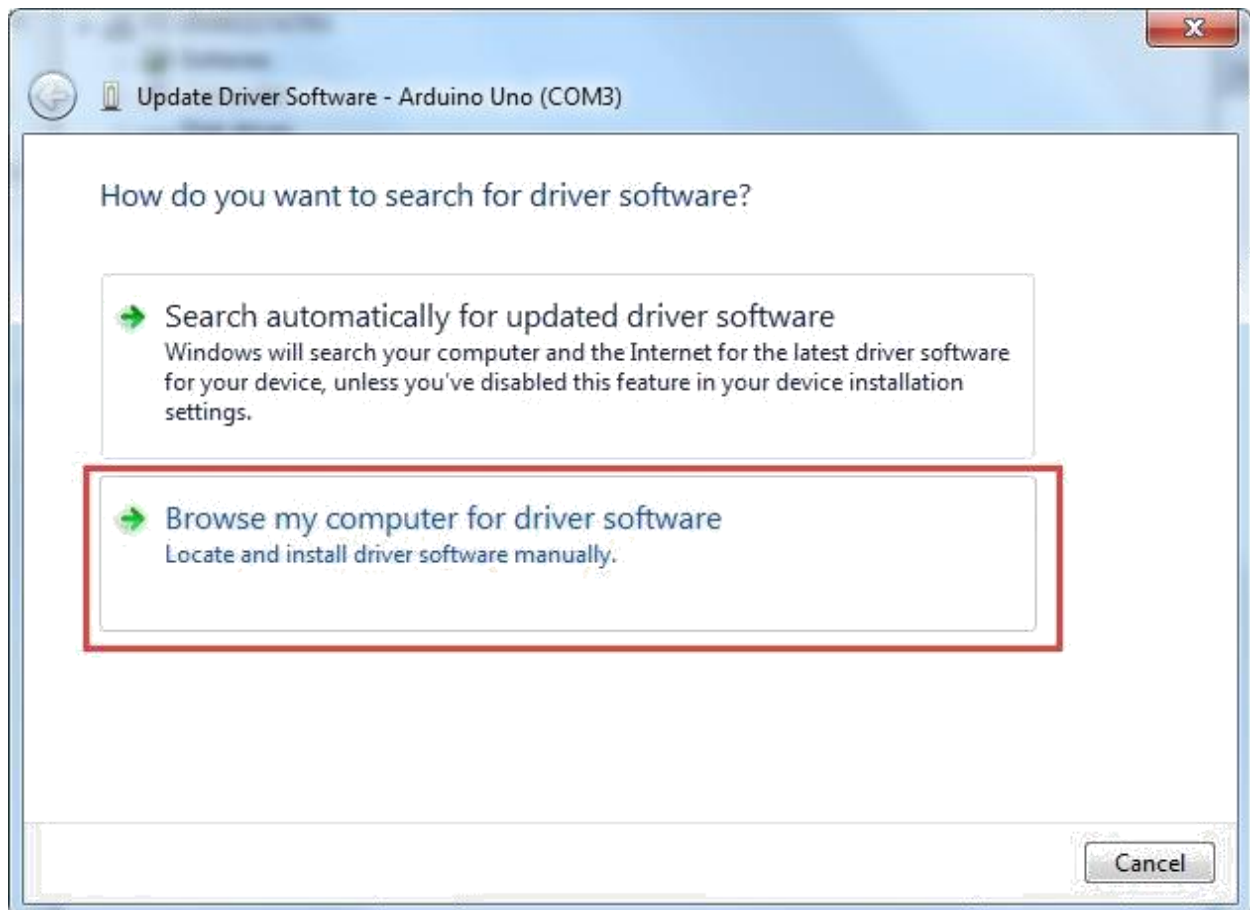 Update Driver Software - Arduino Uno (COM3)
How do you want to search for driver software?
Search automatically for updated driver software
Windows will search your computer and the Internet for the latest driver software
for your device, unless you've disabled this feature in your device installation
settings.
Browse my computer for driver software
Locate and install driver software manually.
Cancel